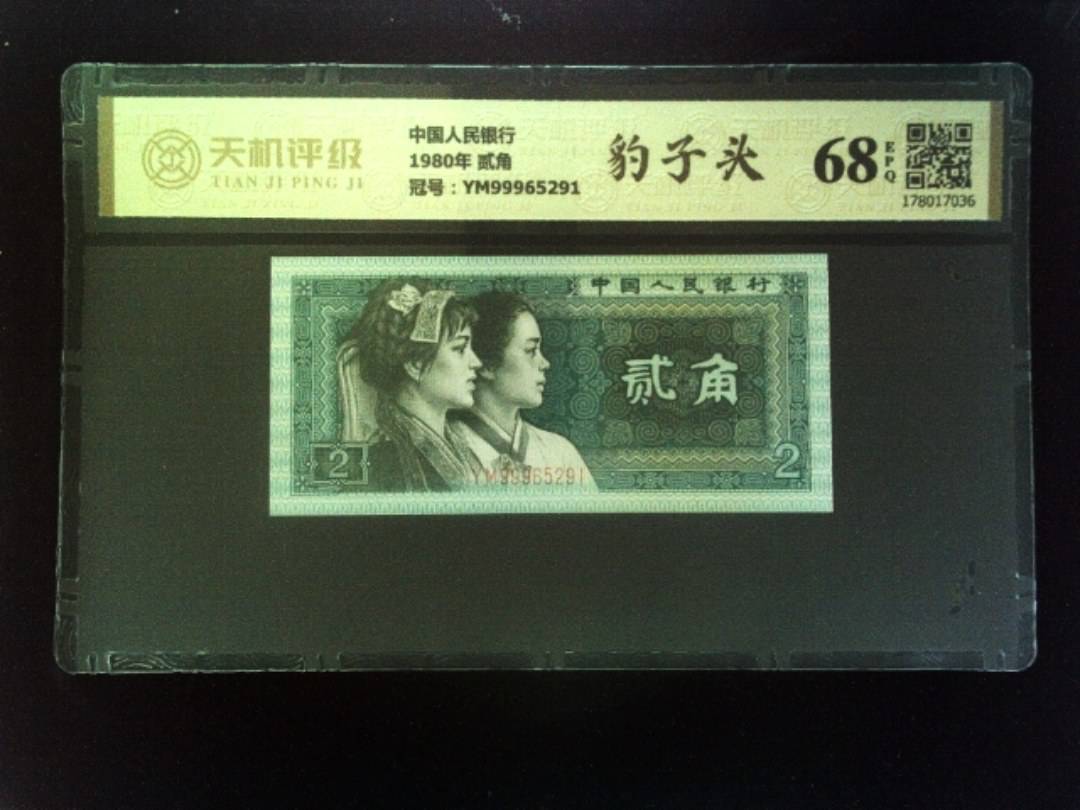 天机评级
TIAN JI PING JI
中国人民银行
1980年 贰角
冠号：YM99965291
豹子头
68
EPQ
178017036
中国人民银行
贰角
2
2
YM99965291